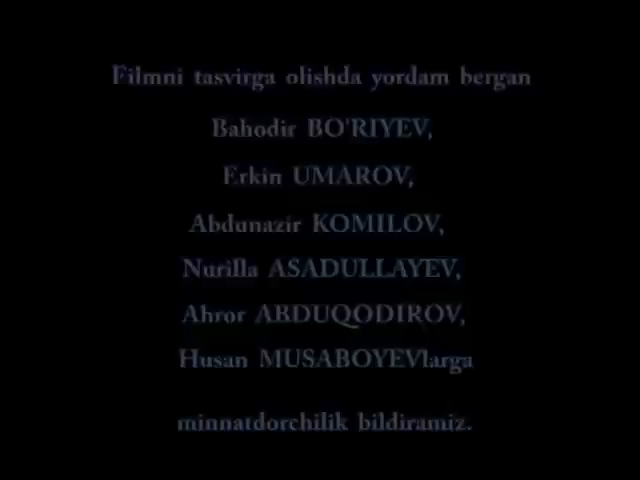 Filmni tasvirga olishda yordam bergan
Bahodir BO'RIYEV,
Erkin UMAROV,
Abdunazir KOMILOV,
Nurilla ASADULLAYEV,
Ahror ABDUQODIROV,
Husan MUSABOYEVlarga
minnatdorchilik bildiramiz.